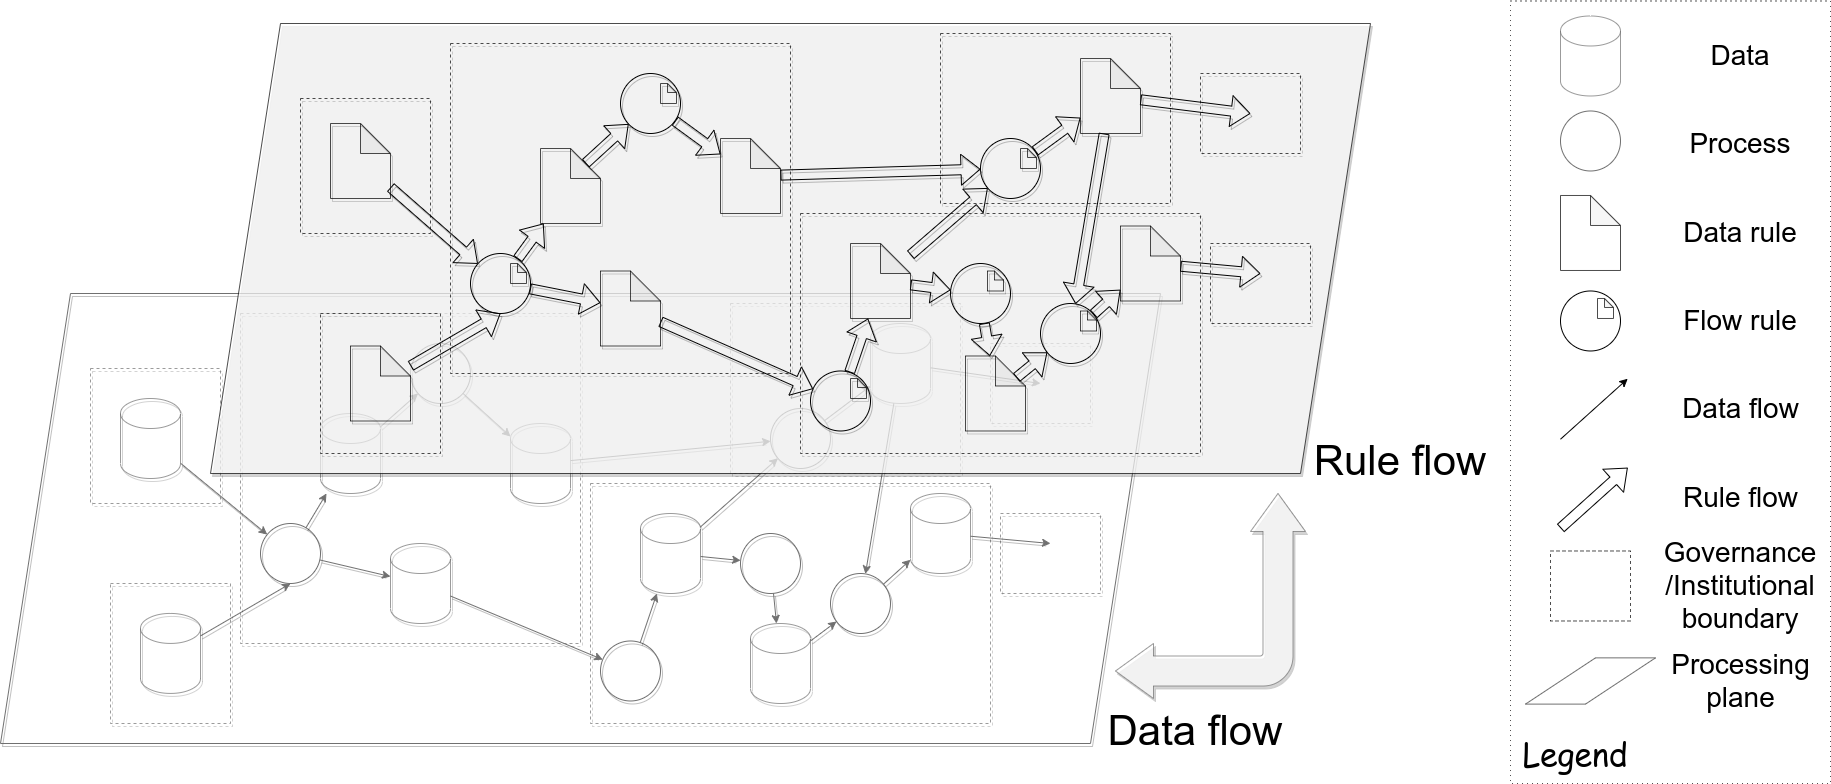 Rule flow
Data flow
Data
Process
Data rule
Flow rule
Data flow
Rule flow
Governance
/Institutional
boundary
Processing
plane
Legend